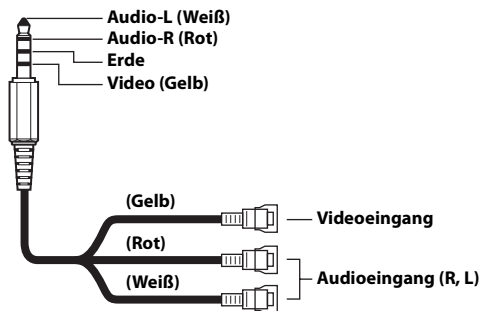 Audio-L (Weiß)
Audio-R (Rot)
Erde
Video (Gelb)
(Gelb)
Videoeingang
(Rot)
Audioeingang (R, L)
(Weiß)